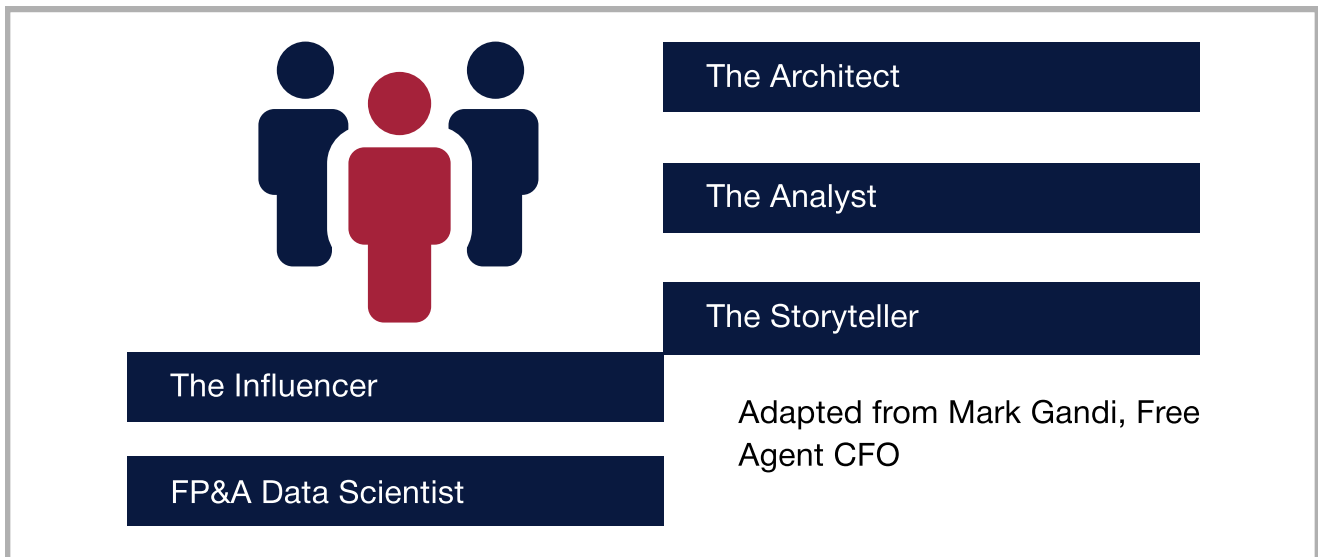 The Architect
The Analyst
The Storyteller
The Influencer
FP&A Data Scientist
Adapted from Mark Gandi, Free
Agent CFO